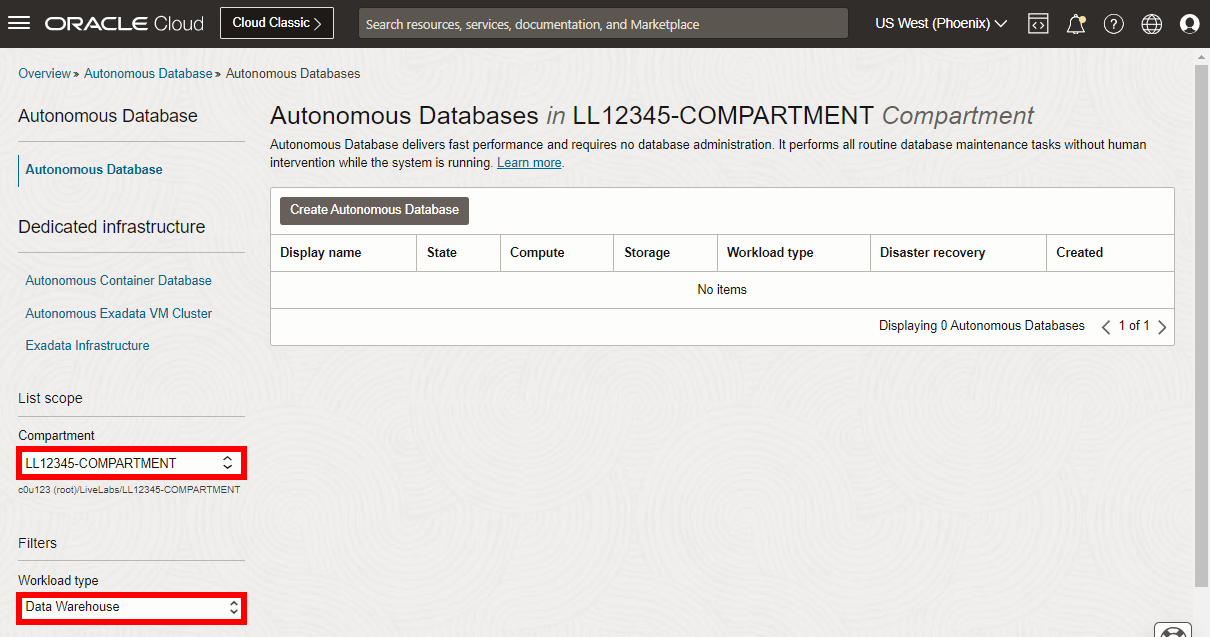 ORACLE Cloud
Cloud Classic >
Search resources, services, documentation, and Marketplace
US West (Phoenix)
Overview » Autonomous Database » Autonomous Databases
Autonomous Database
Autonomous Database
Dedicated infrastructure
Autonomous Container Database
Autonomous Exadata VM Cluster
Exadata Infrastructure
List scope
Compartment
LL12345-COMPARTMENT
c0u123 (root)/LiveLabs/LL12345-COMPARTMENT
Filters
Workload type
Data Warehouse
Autonomous Databases in LL12345-COMPARTMENT Compartment
Autonomous Database delivers fast performance and requires no database administration. It performs all routine database maintenance tasks without human
intervention while the system is running. Learn more.
Create Autonomous Database
Display name State Compute Storage Workload type Disaster recovery Created
No items
Displaying 0 Autonomous Databases < 1 of 1 >